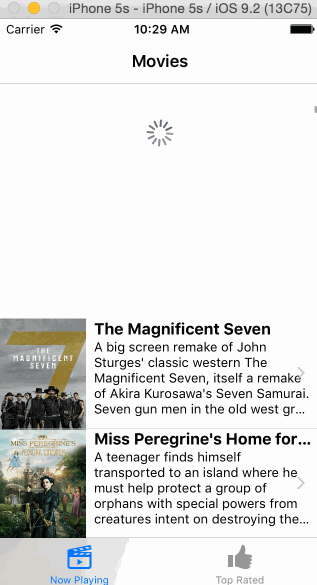 iPhone 5s - iPhone 5s / iOS 9.2 (13C75)
Carrier 10:29 AM
Movies
THE
MAGNIFICENT
SEVEN
The Magnificent Seven
A big screen remake of John
Sturges' classic western The
Magnificent Seven, itself a remake
of Akira Kurosawa's Seven Samurai.
Seven gun men in the old west gr...
MISS PEREGRINE'S
Miss Peregrine's Home for...
A teenager finds himself
transported to an island where he
must help protect a group of
orphans with special powers from
creatures intent on destroying the...
Now Playing
Top Rated